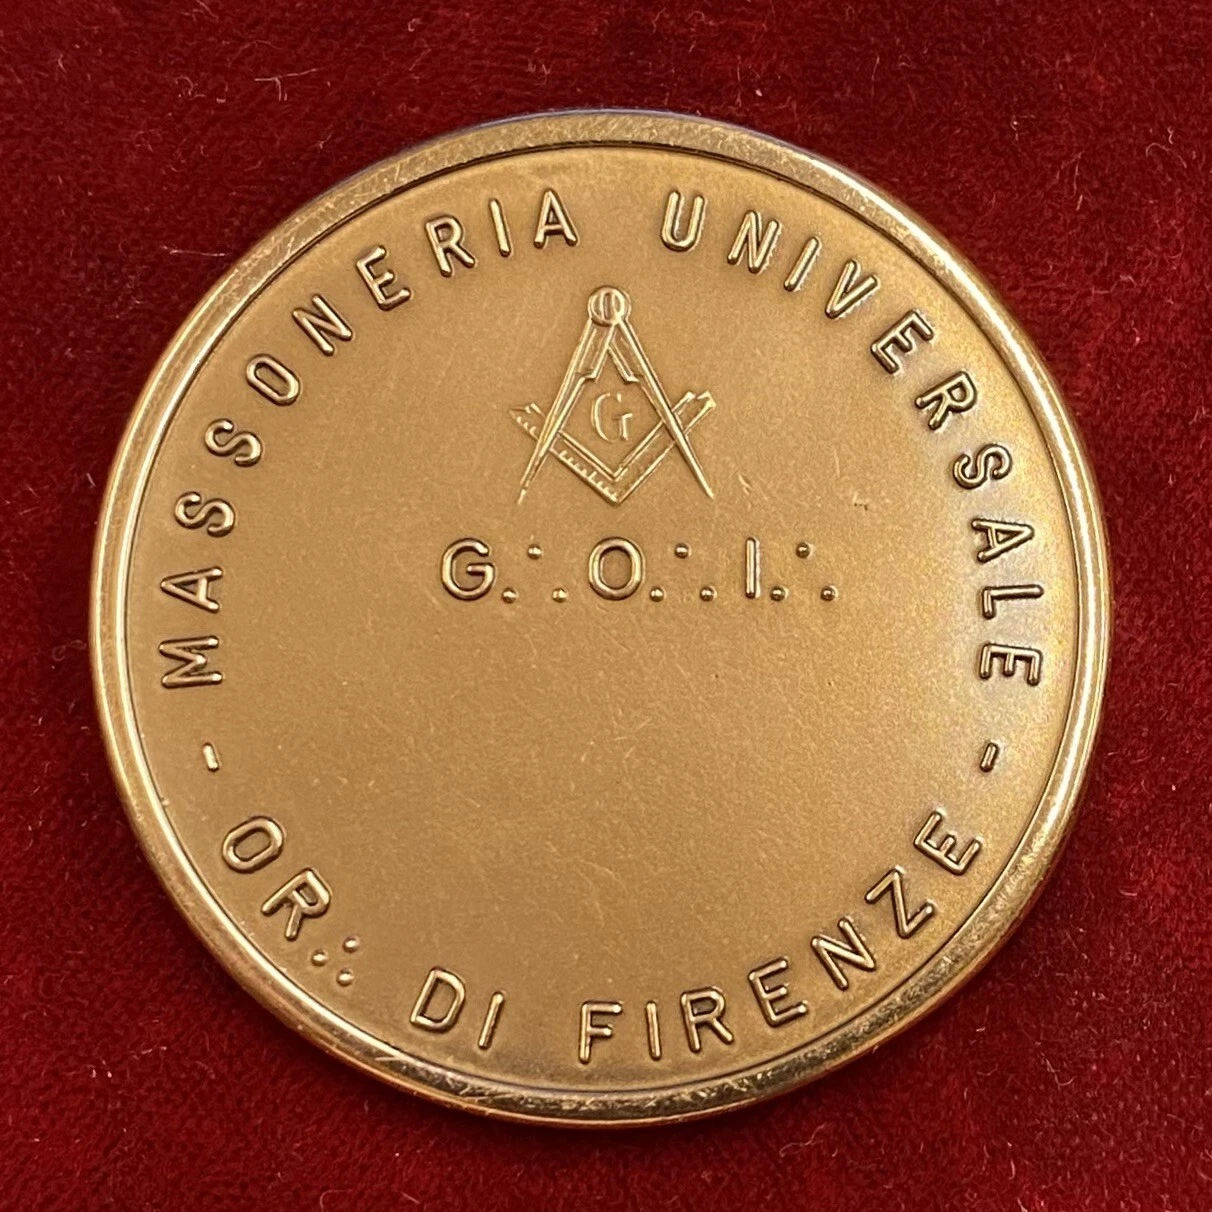 MASSONERIA UNIVERSALE
G
G∴ O∴ I∴
- OR∴ DI FIRENZE -